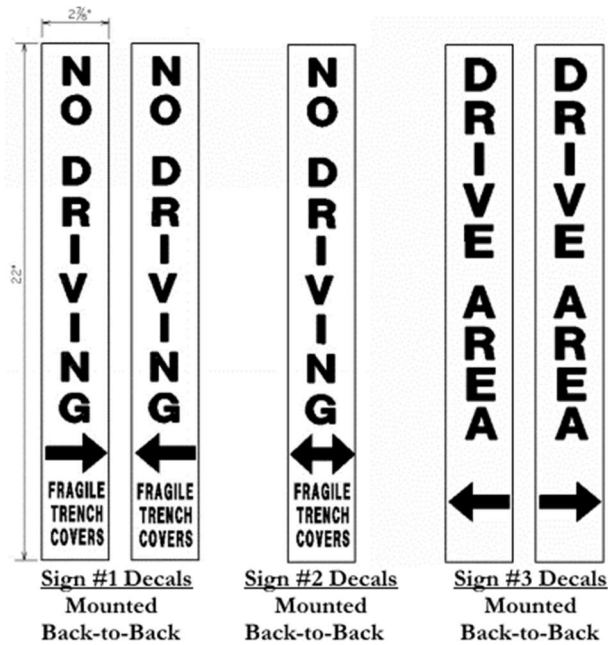 2⅞"
22"
NO DRIVING
FRAGILE
TRENCH
COVERS
NO DRIVING
FRAGILE
TRENCH
COVERS
NO DRIVING
FRAGILE
TRENCH
COVERS
DRIVE AREA
DRIVE AREA
Sign #1 Decals
Mounted
Back-to-Back
Sign #2 Decals
Mounted
Back-to-Back
Sign #3 Decals
Mounted
Back-to-Back